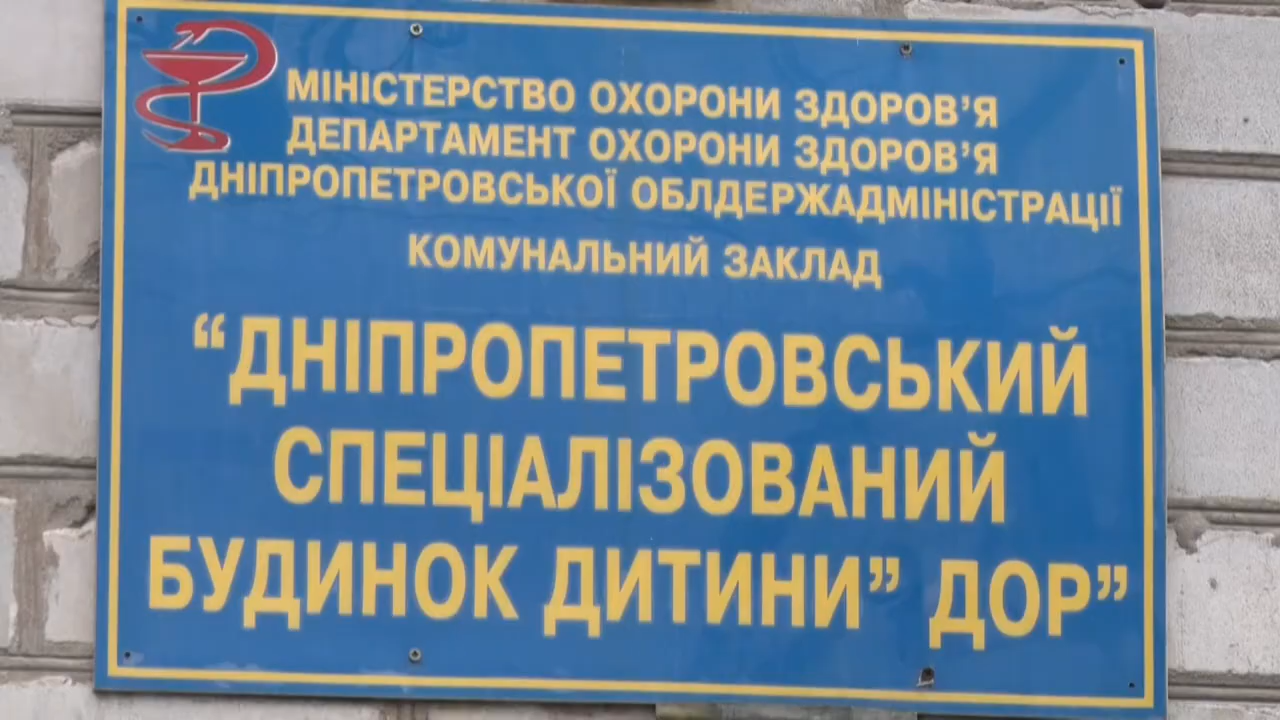 МІНІСТЕРСТВО ОХОРОНИ ЗДОРОВ’Я
ДЕПАРТАМЕНТ ОХОРОНИ ЗДОРОВ’Я
ДНІПРОПЕТРОВСЬКОЇ ОБЛДЕРЖАДМІНІСТРАЦІЇ
КОМУНАЛЬНИЙ ЗАКЛАД
“ДНІПРОПЕТРОВСЬКИЙ
СПЕЦІАЛІЗОВАНИЙ
БУДИНОК ДИТИНИ” ДОР”